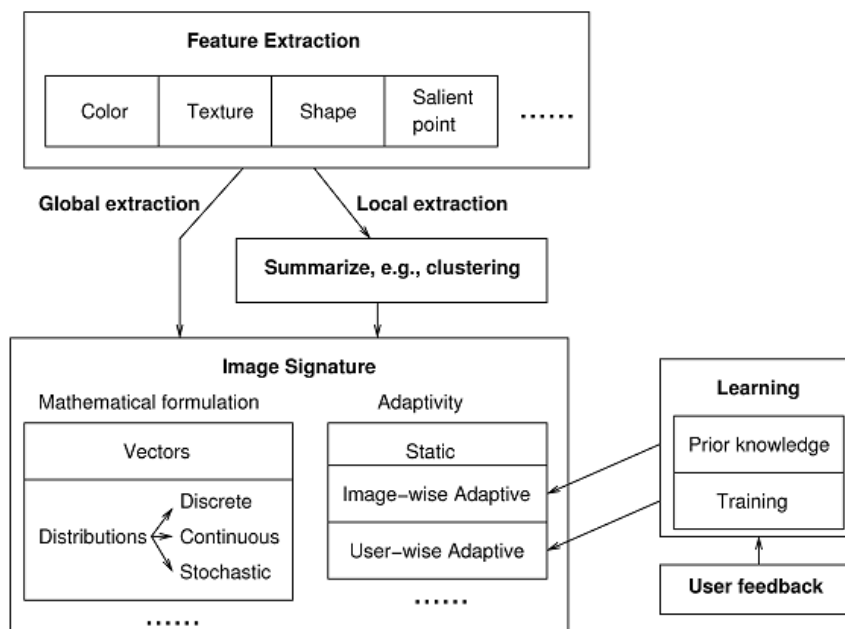 Feature Extraction
Color
Texture
Shape
Salient
point
......
Global extraction
Local extraction
Summarize, e.g., clustering
Image Signature
Mathematical formulation
Adaptivity
Vectors
Distributions
Discrete
Continuous
Stochastic
......
Static
Image-wise Adaptive
User-wise Adaptive
......
Learning
Prior knowledge
Training
User feedback